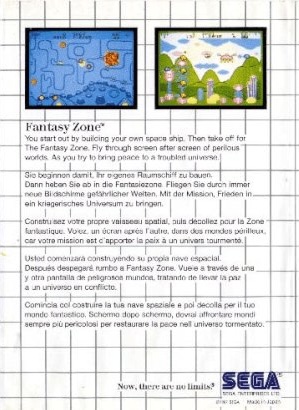 Fantasy Zone™
You start out by building your own space ship. Then take off for
The Fantasy Zone. Fly through screen after screen of perilous
worlds. As you try to bring peace to a troubled universe.
Sie beginnen damit, Ihr eigenes Raumschiff zu bauen.
Dann heben Sie ab in die Fantasiezone. Fliegen Sie durch immer
neue Bildschirme gefährlicher Welten. Mit der Mission, Frieden in
ein kriegerisches Universum zu bringen.
Construisez votre propre vaisseau spatial, puis décollez pour la Zone
fantastique. Volez, un écran après l'autre, dans des mondes périlleux,
car votre mission est d'apporter la paix à un univers tourmenté.
Usted comenzará construyendo su propia nave espacial.
Después despegará rumbo a Fantasy Zone. Vuele a través de una
y otra pantalla de peligrosos mundos, tratando de llevar la paz
a un universo en conflicto.
Comincia col costruire la tua nave spaziale e poi decolla per il tuo
mondo fantastico. Schermo dopo schermo, dovrai affrontare mondi
sempre più pericolosi per restaurare la pace nell universo tormentato.
Now, there are no limits.
SEGA
SEGA ENTERPRISES LTD.
MADE IN JAPAN